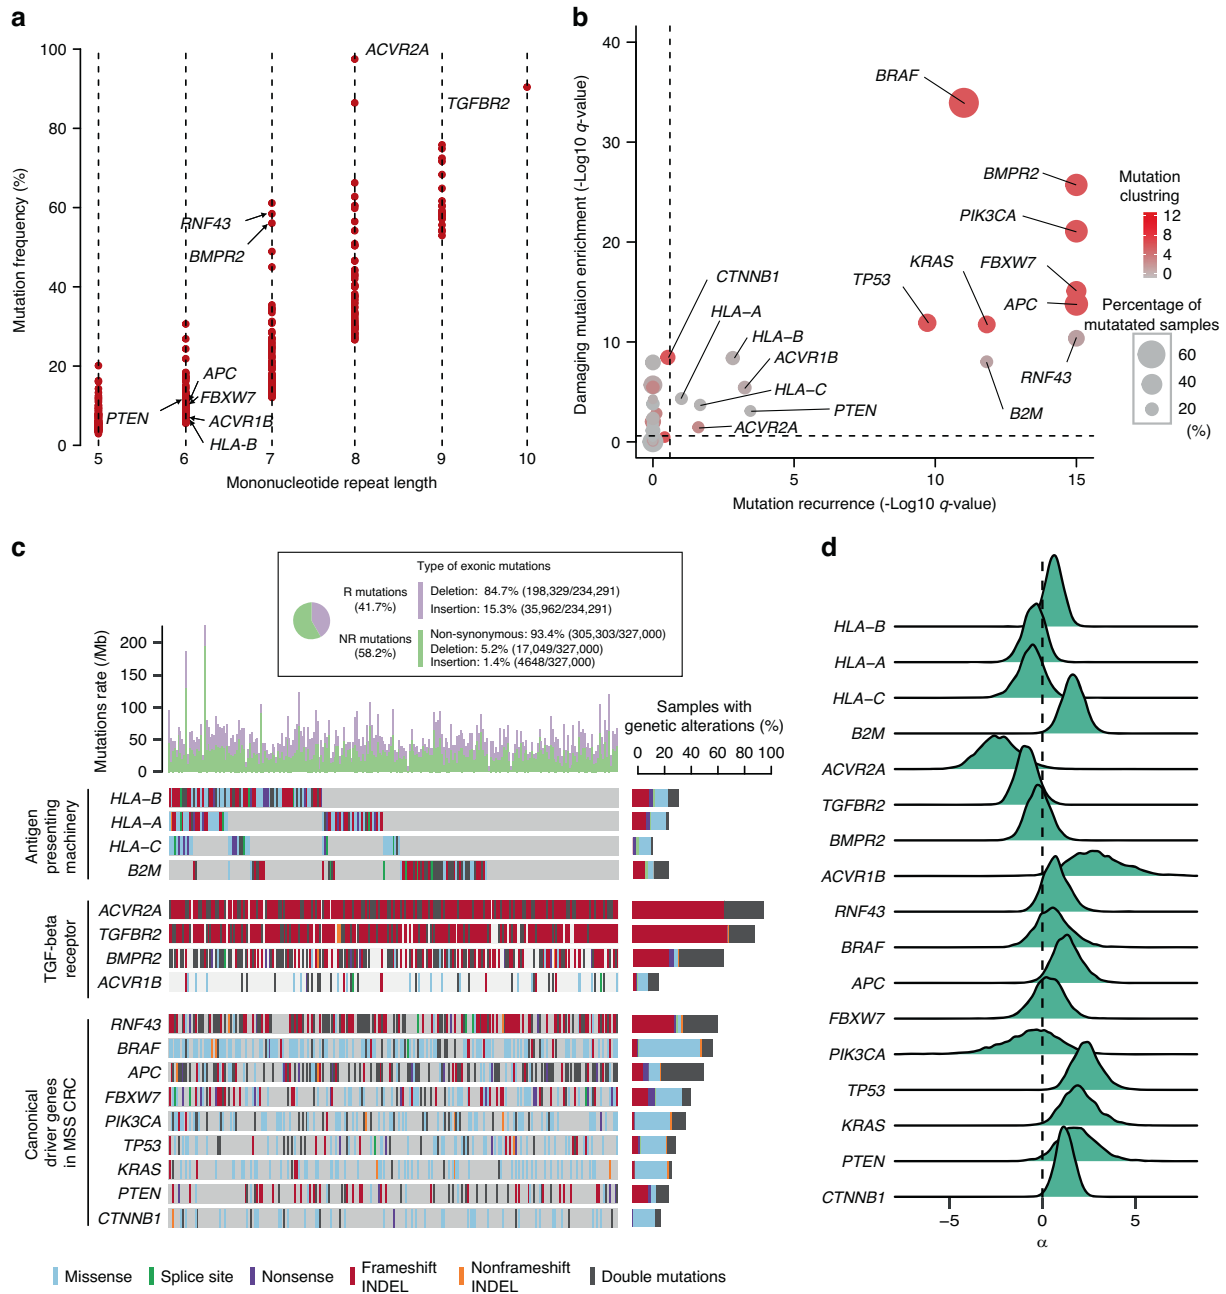 a
Mutation frequency (%)
100
80
60
40
20
0
ACVR2A
TGFBR2
RNF43
BMPR2
APC
FBXW7
PTEN
ACVR1B
HLA-B
5
6
7
8
9
10
Mononucleotide repeat length
b
Damaging mutaion enrichment (-Log10 q-value)
40
30
20
10
0
BRAF
BMPR2
PIK3CA
KRAS
FBXW7
TP53
APC
CTNNB1
HLA-A
HLA-B
ACVR1B
HLA-C
PTEN
ACVR2A
RNF43
B2M
0
5
10
15
Mutation recurrence (-Log10 q-value)
Mutation
clustring
12
8
4
0
Percentage of
mutatated samples
60
40
20
(%)
c
Type of exonic mutations
R mutations
(41.7%)
Deletion: 84.7% (198,329/234,291)
Insertion: 15.3% (35,962/234,291)
NR mutations
(58.2%)
Non-synonymous: 93.4% (305,303/327,000)
Deletion: 5.2% (17,049/327,000)
Insertion: 1.4% (4648/327,000)
Mutations rate (/Mb)
200
150
100
50
0
Samples with
genetic alterations (%)
0 20 40 60 80 100
Antigen
presenting
machinery
HLA-B
HLA-A
HLA-C
B2M
TGF-beta
receptor
ACVR2A
TGFBR2
BMPR2
ACVR1B
Canonical
driver genes
in MSS CRC
RNF43
BRAF
APC
FBXW7
PIK3CA
TP53
KRAS
PTEN
CTNNB1
Missense
Splice site
Nonsense
Frameshift
INDEL
Nonframeshift
INDEL
Double mutations
d
HLA-B
HLA-A
HLA-C
B2M
ACVR2A
TGFBR2
BMPR2
ACVR1B
RNF43
BRAF
APC
FBXW7
PIK3CA
TP53
KRAS
PTEN
CTNNB1
-5
0
5
α